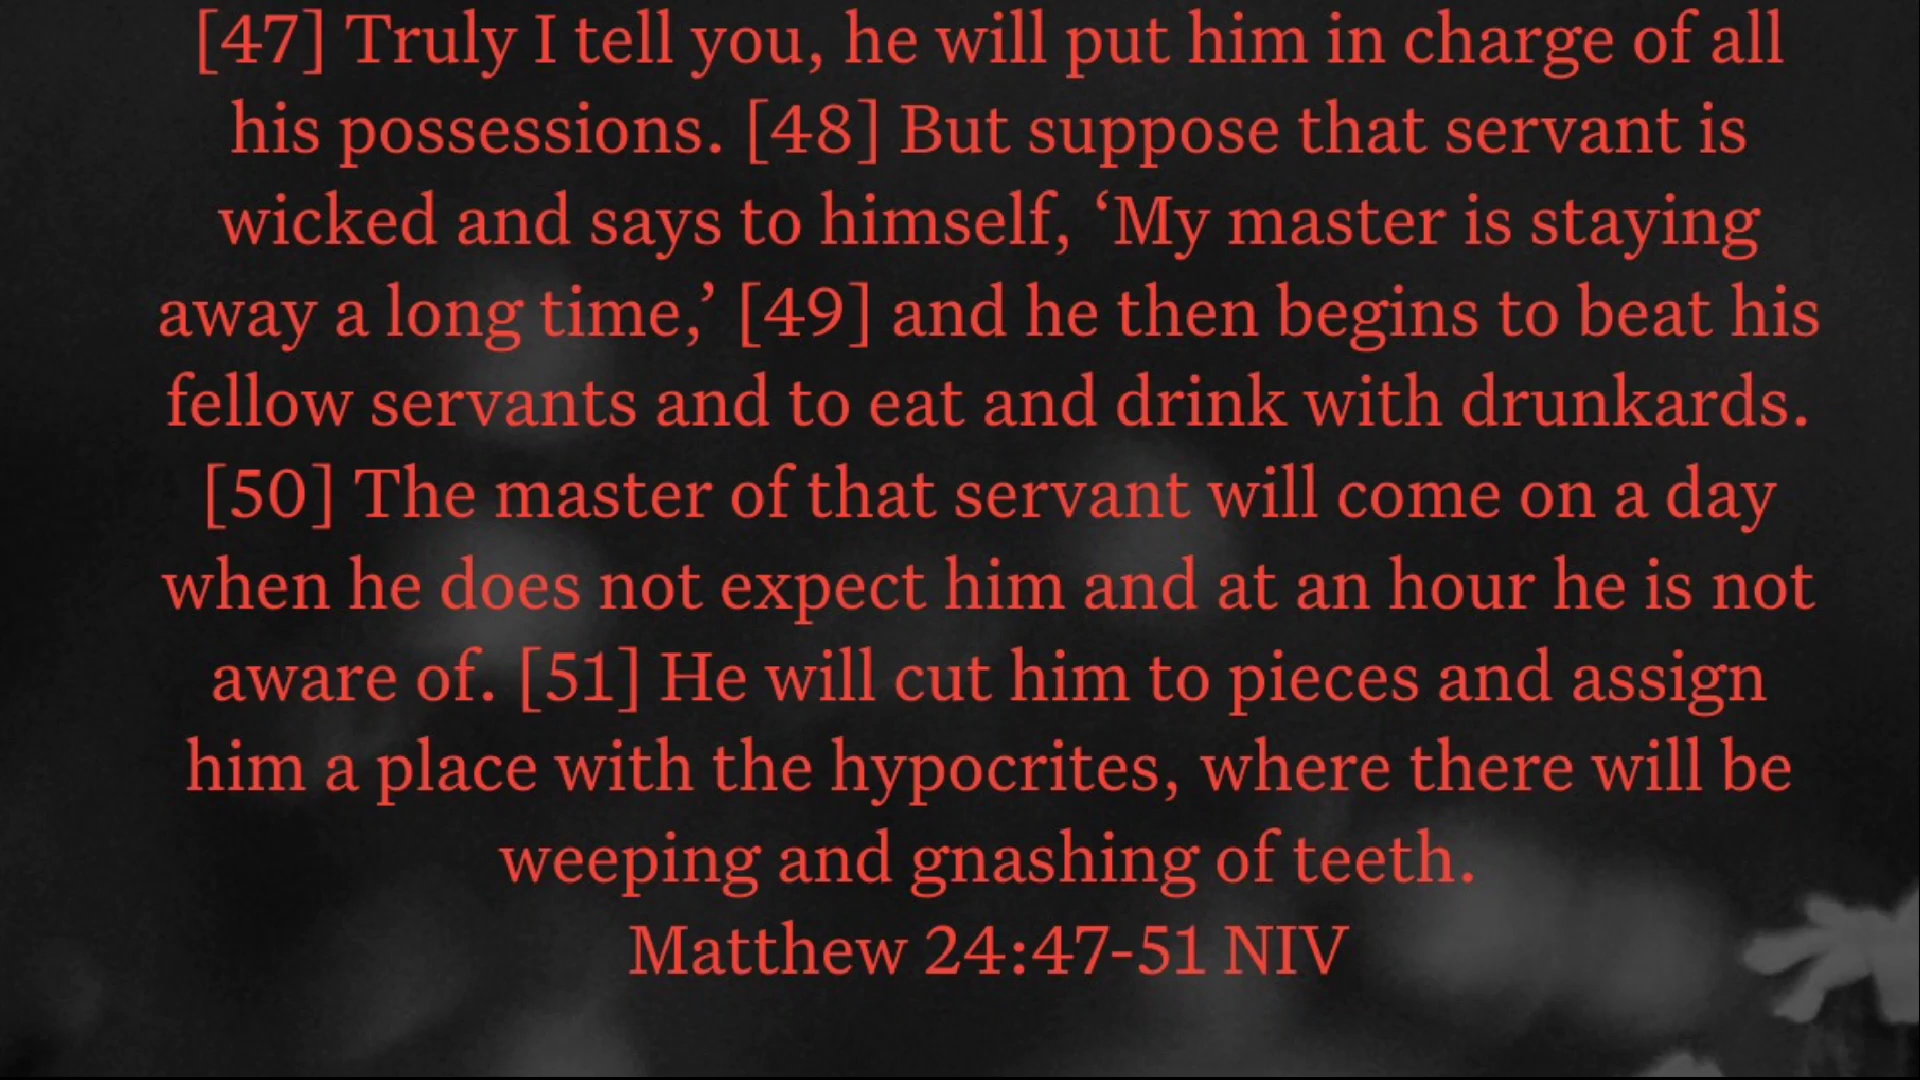 [47] Truly I tell you, he will put him in charge of all
his possessions. [48] But suppose that servant is
wicked and says to himself, ‘My master is staying
away a long time,’ [49] and he then begins to beat his
fellow servants and to eat and drink with drunkards.
[50] The master of that servant will come on a day
when he does not expect him and at an hour he is not
aware of. [51] He will cut him to pieces and assign
him a place with the hypocrites, where there will be
weeping and gnashing of teeth.
Matthew 24:47-51 NIV